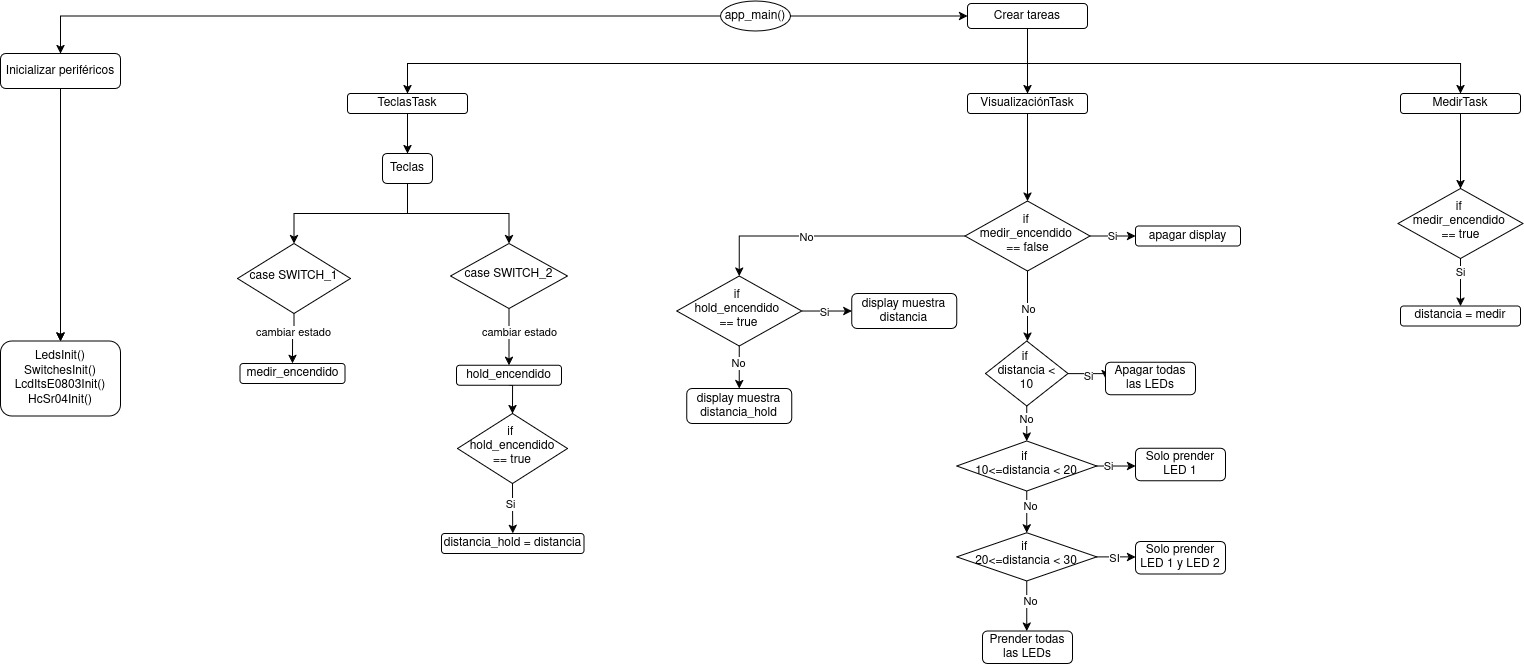 app_main()
Crear tareas
Inicializar periféricos
LedsInit()
SwitchesInit()
LcdItsE0803Init()
HcSr04Init()
TeclasTask
Teclas
case SWITCH_1
cambiar estado
medir_encendido
case SWITCH_2
cambiar estado
hold_encendido
if
hold_encendido
== true
Si
distancia_hold = distancia
VisualizaciónTask
if
medir_encendido
== false
Si
apagar display
No
if
hold_encendido
== true
Si
display muestra
distancia
No
display muestra
distancia_hold
No
if
distancia <
10
Si
Apagar todas
las LEDs
No
if
10<=distancia < 20
Si
Solo prender
LED 1
No
if
20<=distancia < 30
SI
Solo prender
LED 1 y LED 2
No
Prender todas
las LEDs
MedirTask
if
medir_encendido
== true
Si
distancia = medir